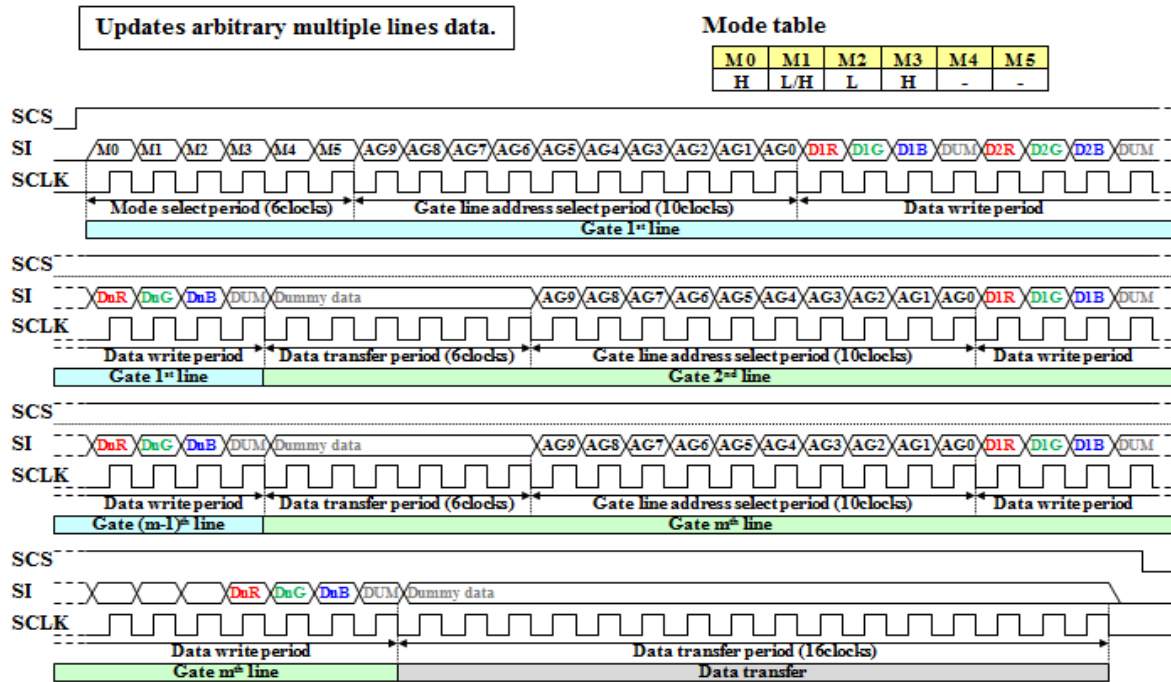 Updates arbitrary multiple lines data.
Mode table
M0 M1 M2 M3 M4 M5
H L/H L H - -
SCS
SI M0 M1 M2 M3 M4 M5 AG9 AG8 AG7 AG6 AG5 AG4 AG3 AG2 AG1 AG0 D1R D1G D1B DUM D2R D2G D2B DUM
SCLK
Mode select period (6clocks) Gate line address select period (10clocks) Data write period
Gate 1st line
SCS
SI DnR DnG DnB DUM Dummy data AG9 AG8 AG7 AG6 AG5 AG4 AG3 AG2 AG1 AG0 D1R D1G D1B DUM
SCLK
Data write period Data transfer period (6clocks) Gate line address select period (10clocks) Data write period
Gate 1st line Gate 2nd line
SCS
SI DnR DnG DnB DUM Dummy data AG9 AG8 AG7 AG6 AG5 AG4 AG3 AG2 AG1 AG0 D1R D1G D1B DUM
SCLK
Data write period Data transfer period (6clocks) Gate line address select period (10clocks) Data write period
Gate (m-1)th line Gate mth line
SCS
SI DnR DnG DnB DUM Dummy data
SCLK
Data write period Data transfer period (16clocks)
Gate mth line Data transfer